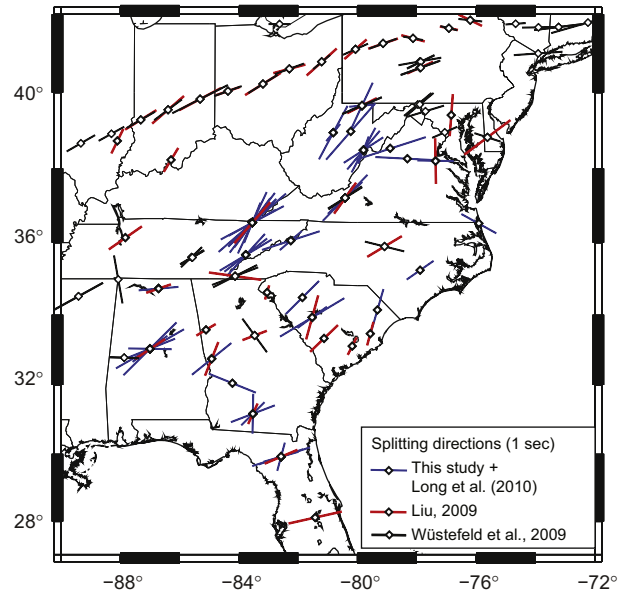 40°
36°
32°
28°
Splitting directions (1 sec)
This study +
Long et al. (2010)
Liu, 2009
Wüstefeld et al., 2009
−88° −84° −80° −76° −72°